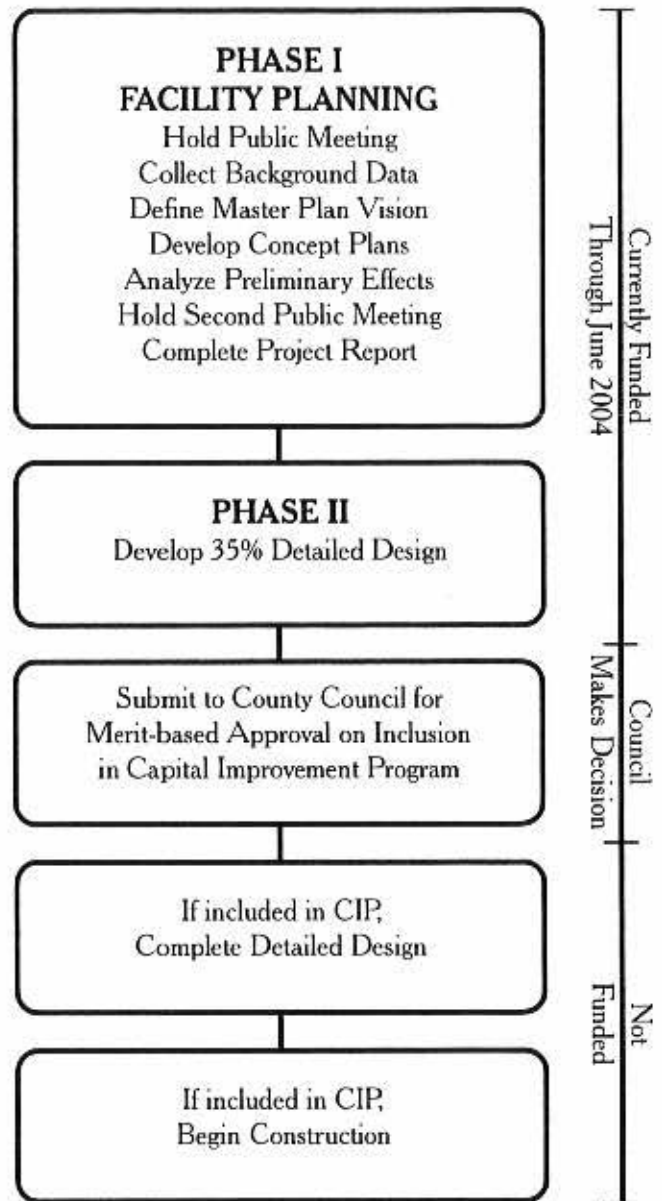 PHASE I
FACILITY PLANNING
Hold Public Meeting
Collect Background Data
Define Master Plan Vision
Develop Concept Plans
Analyze Preliminary Effects
Hold Second Public Meeting
Complete Project Report
Currently Funded
Through June 2004
PHASE II
Develop 35% Detailed Design
Submit to County Council for
Merit-based Approval on Inclusion
in Capital Improvement Program
Council
Makes Decision
If included in CIP,
Complete Detailed Design
Not
Funded
If included in CIP,
Begin Construction